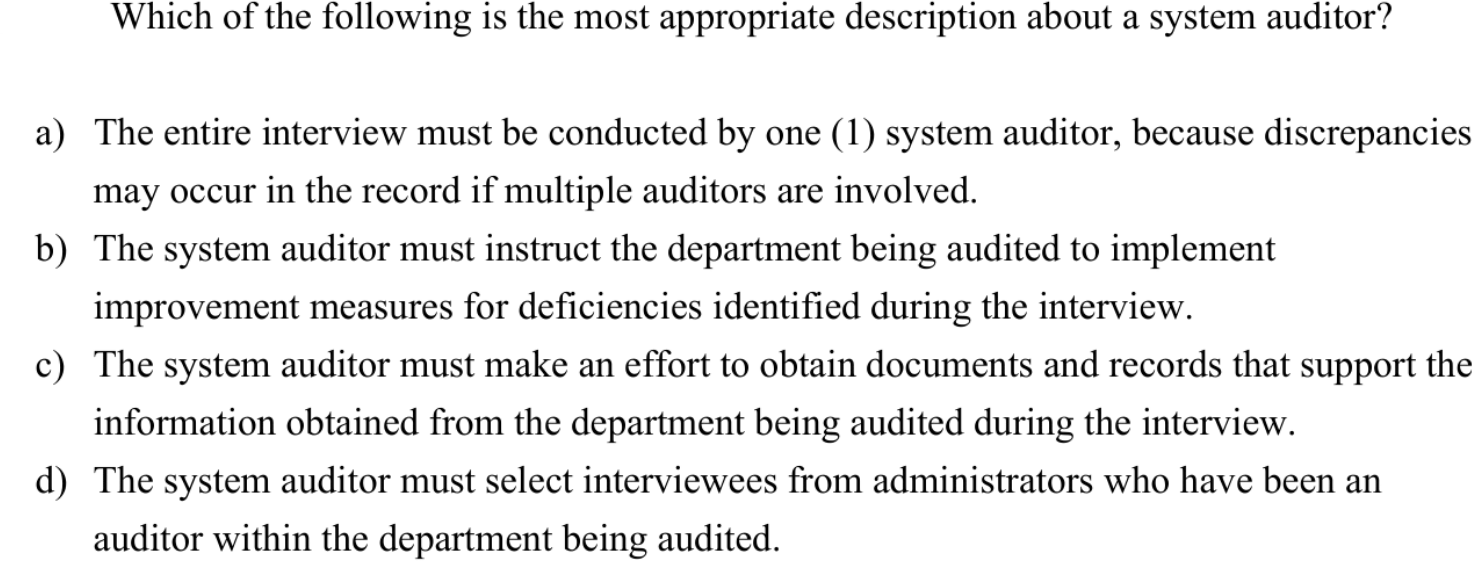 Which of the following is the most appropriate description about a system auditor?
a) The entire interview must be conducted by one (1) system auditor, because discrepancies
may occur in the record if multiple auditors are involved.
b) The system auditor must instruct the department being audited to implement
improvement measures for deficiencies identified during the interview.
c) The system auditor must make an effort to obtain documents and records that support the
information obtained from the department being audited during the interview.
d) The system auditor must select interviewees from administrators who have been an
auditor within the department being audited.